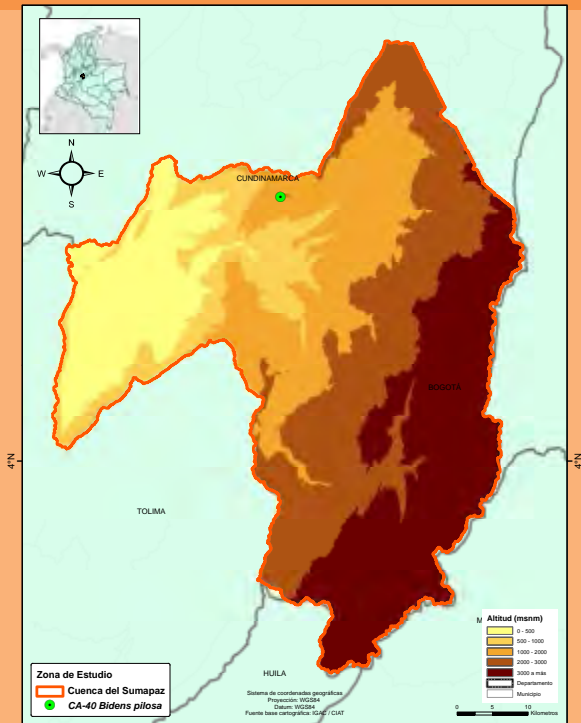 N
W E
S
CUNDINAMARCA
BOGOTÁ
4°N
4°N
TOLIMA
HUILA
M
Zona de Estudio
Cuenca del Sumapaz
CA-40 Bidens pilosa
Sistema de coordenadas geográficas
Proyección: WGS84
Datum: WGS84
Fuente base cartográfica: IGAC / CIAT
Altitud (msnm)
0 - 500
500 - 1000
1000 - 2000
2000 - 3000
3000 a más
Departamento
Municipio
0 5 10
Kilometros